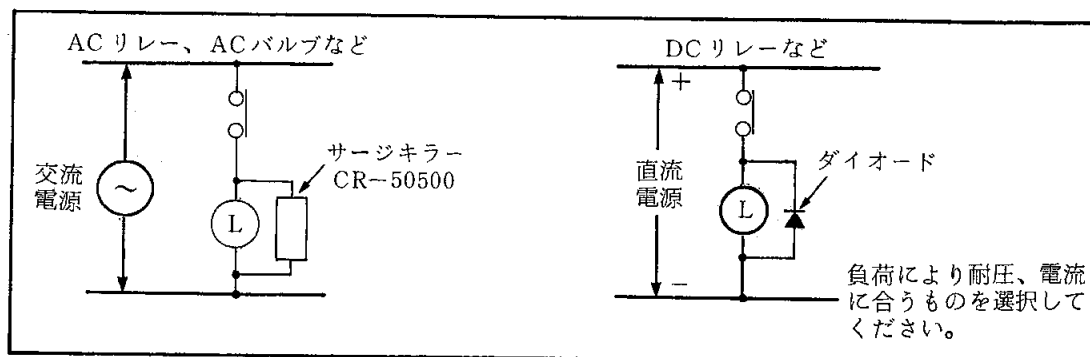 ACリレー、ACバルブなど
交流
電源
～
L
サージキラー
CR−50500
DCリレーなど
＋
直流
電源
−
L
ダイオード
負荷により耐圧、電流
に合うものを選択して
ください。